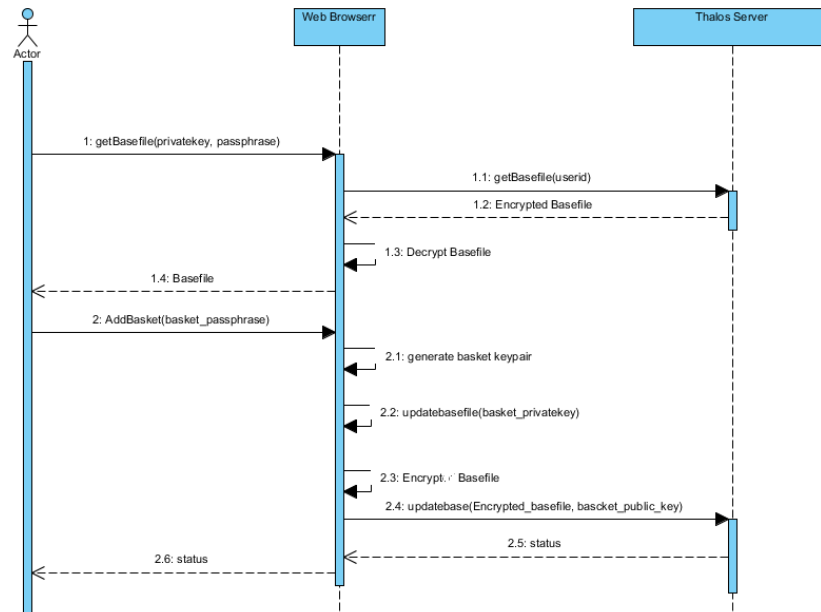 Web Browserr
Thalos Server
Actor
1: getBasefile(privatekey, passphrase)
1.1: getBasefile(userid)
1.2: Encrypted Basefile
1.3: Decrypt Basefile
1.4: Basefile
2: AddBasket(basket_passphrase)
2.1: generate basket keypair
2.2: updatebasefile(basket_privatekey)
2.3: Encrypt Basefile
2.4: updatebase(Encrypted_basefile, bascket_public_key)
2.5: status
2.6: status